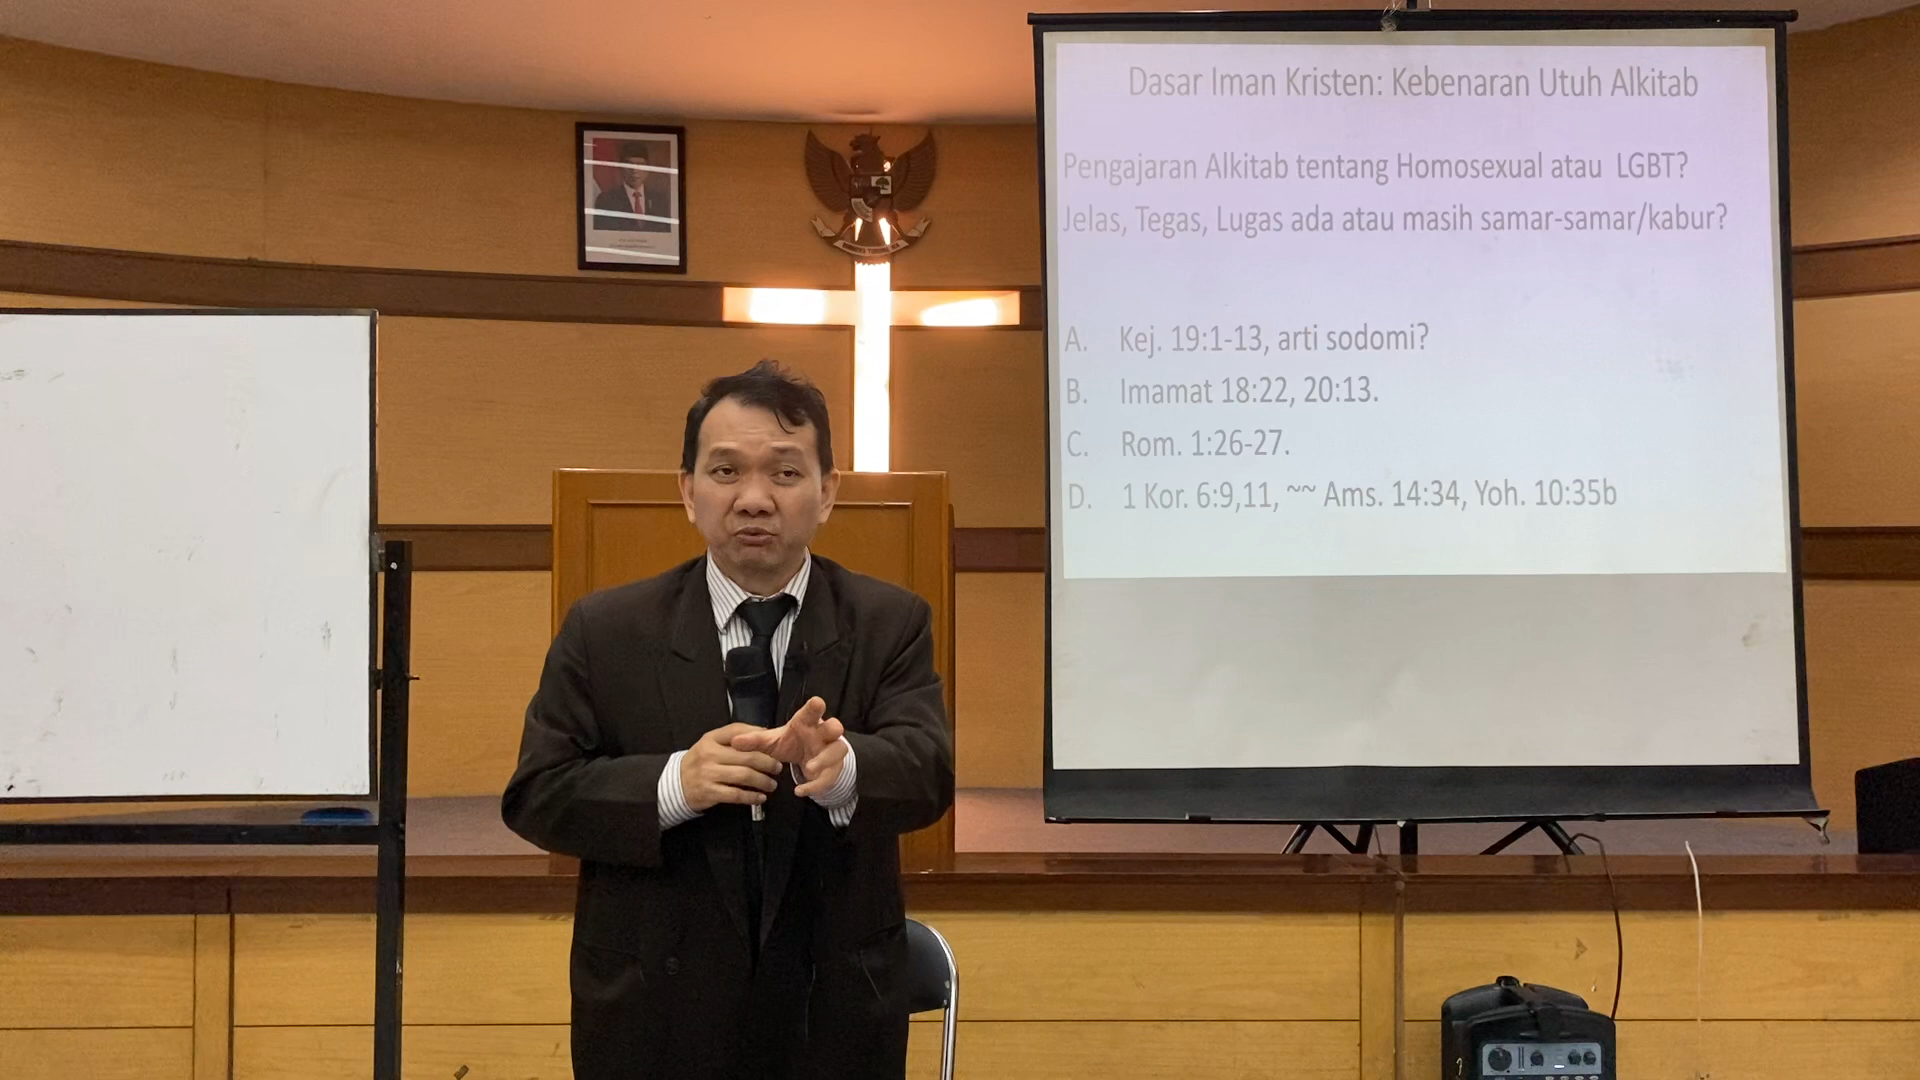 Dasar Iman Kristen: Kebenaran Utuh Alkitab
Pengajaran Alkitab tentang Homosexual atau LGBT?
Jelas, Tegas, Lugas ada atau masih samar-samar/kabur?
A. Kej. 19:1-13, arti sodomi?
B. Imamat 18:22, 20:13.
C. Rom. 1:26-27.
D. 1 Kor. 6:9,11, ~~ Ams. 14:34, Yoh. 10:35b